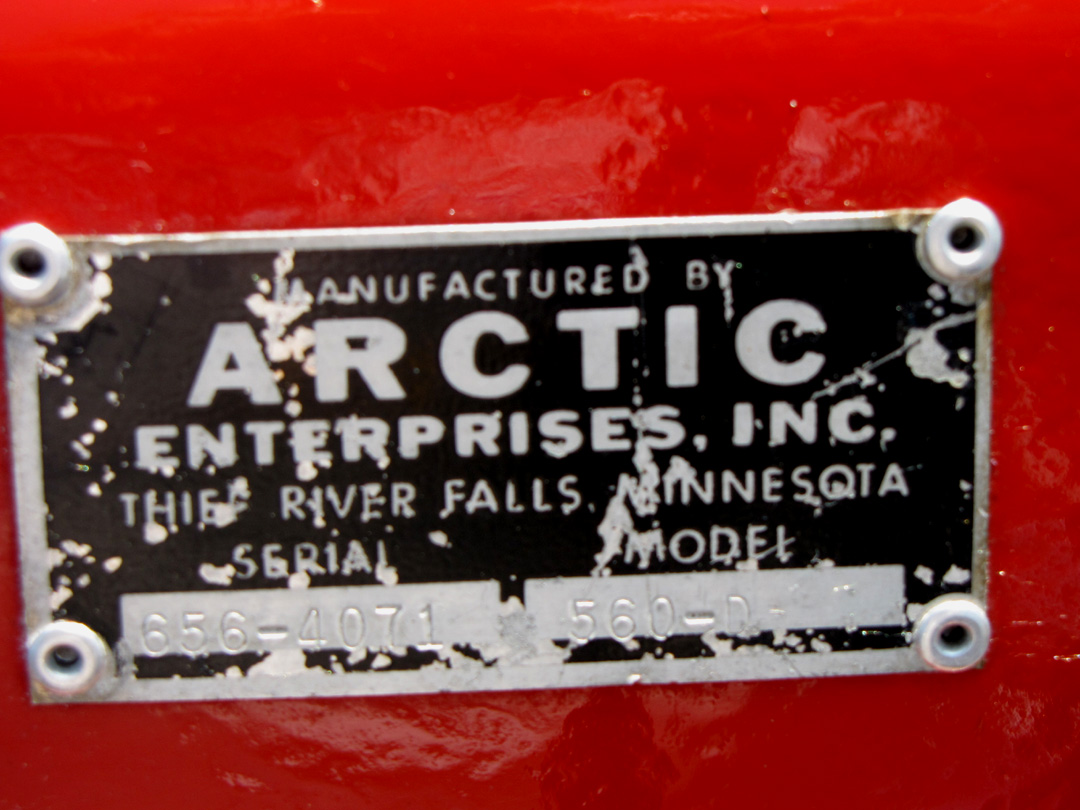 MANUFACTURED BY
ARCTIC
ENTERPRISES, INC.
THIEF RIVER FALLS, MINNESOTA
SERIAL MODEL
656-4071 560-D-